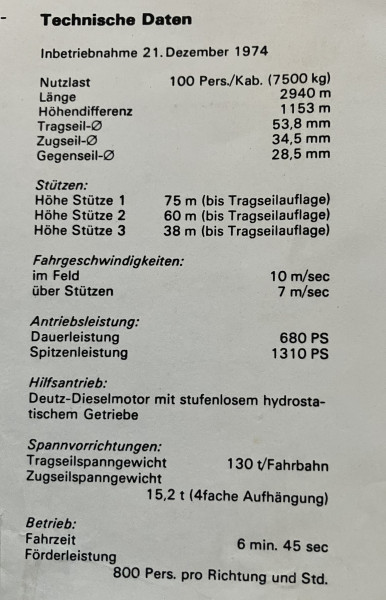 -
Technische Daten
Inbetriebnahme 21. Dezember 1974
Nutzlast 100 Pers./Kab. (7500 kg)
Länge 2940 m
Höhendifferenz 1153 m
Tragseil-∅ 53,8 mm
Zugseil-∅ 34,5 mm
Gegenseil-∅ 28,5 mm
Stützen:
Höhe Stütze 1 75 m (bis Tragseilauflage)
Höhe Stütze 2 60 m (bis Tragseilauflage)
Höhe Stütze 3 38 m (bis Tragseilauflage)
Fahrgeschwindigkeiten:
im Feld 10 m/sec
über Stützen 7 m/sec
Antriebsleistung:
Dauerleistung 680 PS
Spitzenleistung 1310 PS
Hilfsantrieb:
Deutz-Dieselmotor mit stufenlosem hydrosta-
tischem Getriebe
Spannvorrichtungen:
Tragseilspanngewicht 130 t/Fahrbahn
Zugseilspanngewicht
15,2 t (4fache Aufhängung)
Betrieb:
Fahrzeit 6 min. 45 sec
Förderleistung
800 Pers. pro Richtung und Std.